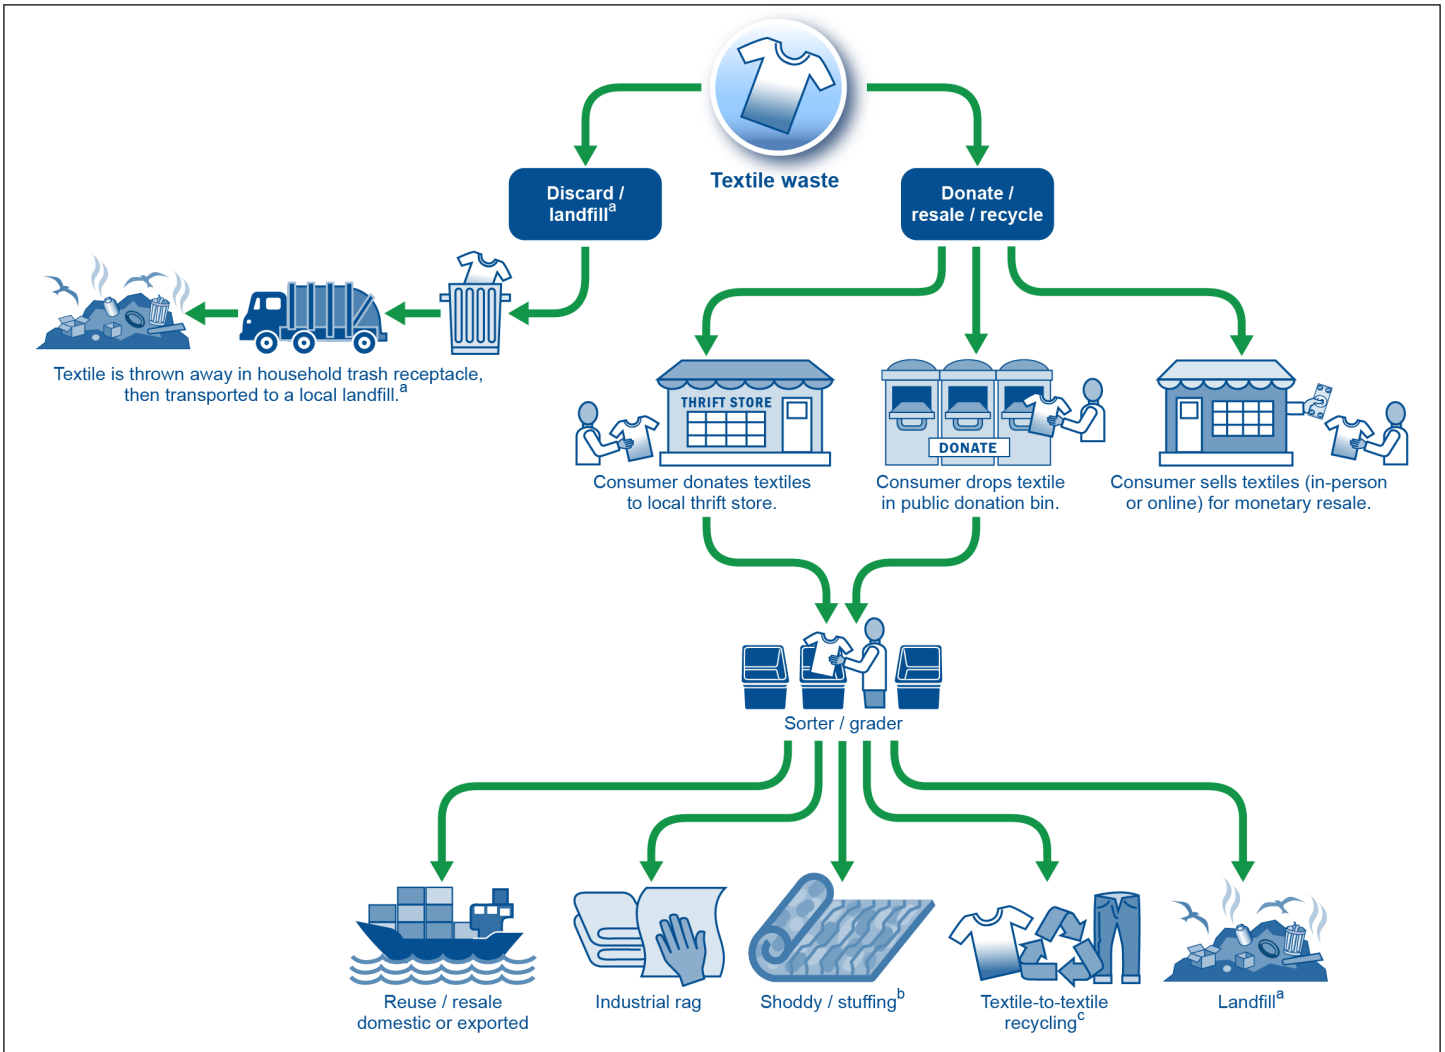 Textile waste
Discard /
landfillᵃ
Donate /
resale / recycle
Textile is thrown away in household trash receptacle,
then transported to a local landfill.ᵃ
THRIFT STORE
DONATE
Consumer donates textiles
to local thrift store.
Consumer drops textile
in public donation bin.
Consumer sells textiles (in-person
or online) for monetary resale.
Sorter / grader
Reuse / resale
domestic or exported
Industrial rag
Shoddy / stuffingᵇ
Textile-to-textile
recyclingᶜ
Landfillᵃ